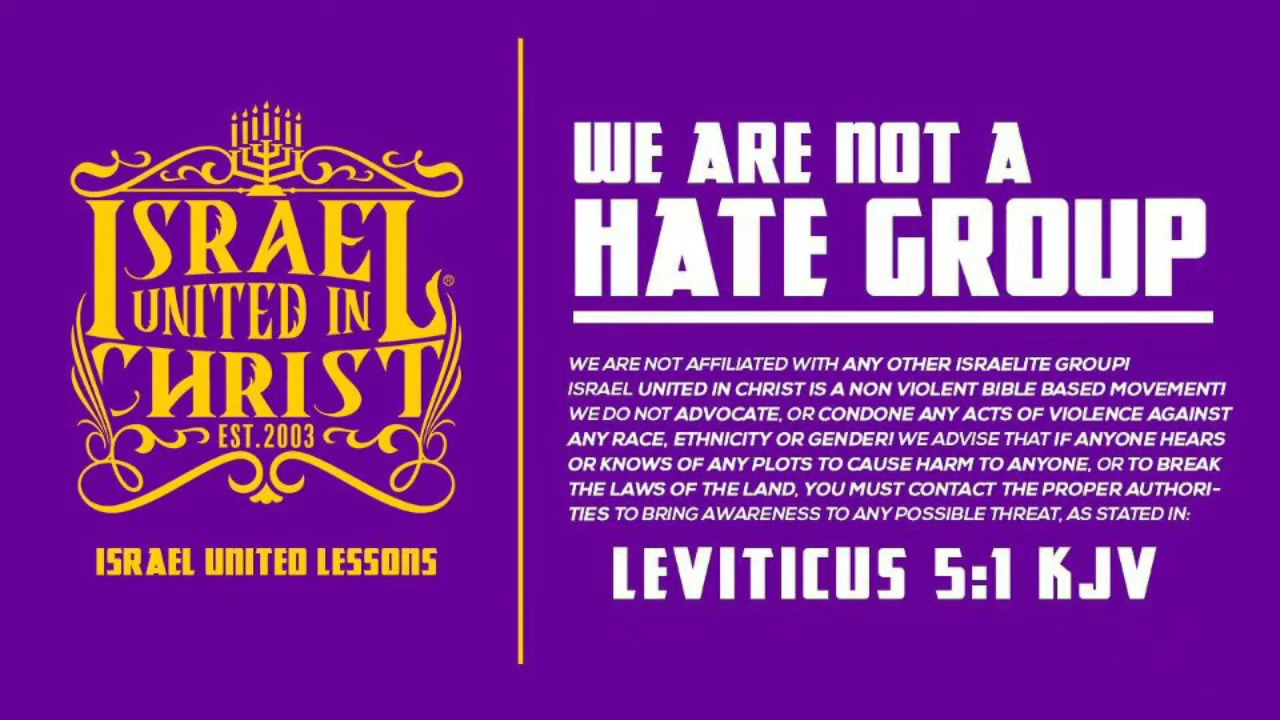 ISRAEL
UNITED IN
CHRIST
EST.2003
®
ISRAEL UNITED LESSONS
WE ARE NOT A
HATE GROUP
WE ARE NOT AFFILIATED WITH ANY OTHER ISRAELITE GROUP!
ISRAEL UNITED IN CHRIST IS A NON VIOLENT BIBLE BASED MOVEMENT!
WE DO NOT ADVOCATE, OR CONDONE ANY ACTS OF VIOLENCE AGAINST
ANY RACE, ETHNICITY OR GENDER! WE ADVISE THAT IF ANYONE HEARS
OR KNOWS OF ANY PLOTS TO CAUSE HARM TO ANYONE, OR TO BREAK
THE LAWS OF THE LAND, YOU MUST CONTACT THE PROPER AUTHORI-
TIES TO BRING AWARENESS TO ANY POSSIBLE THREAT, AS STATED IN:
LEVITICUS 5:1 KJV